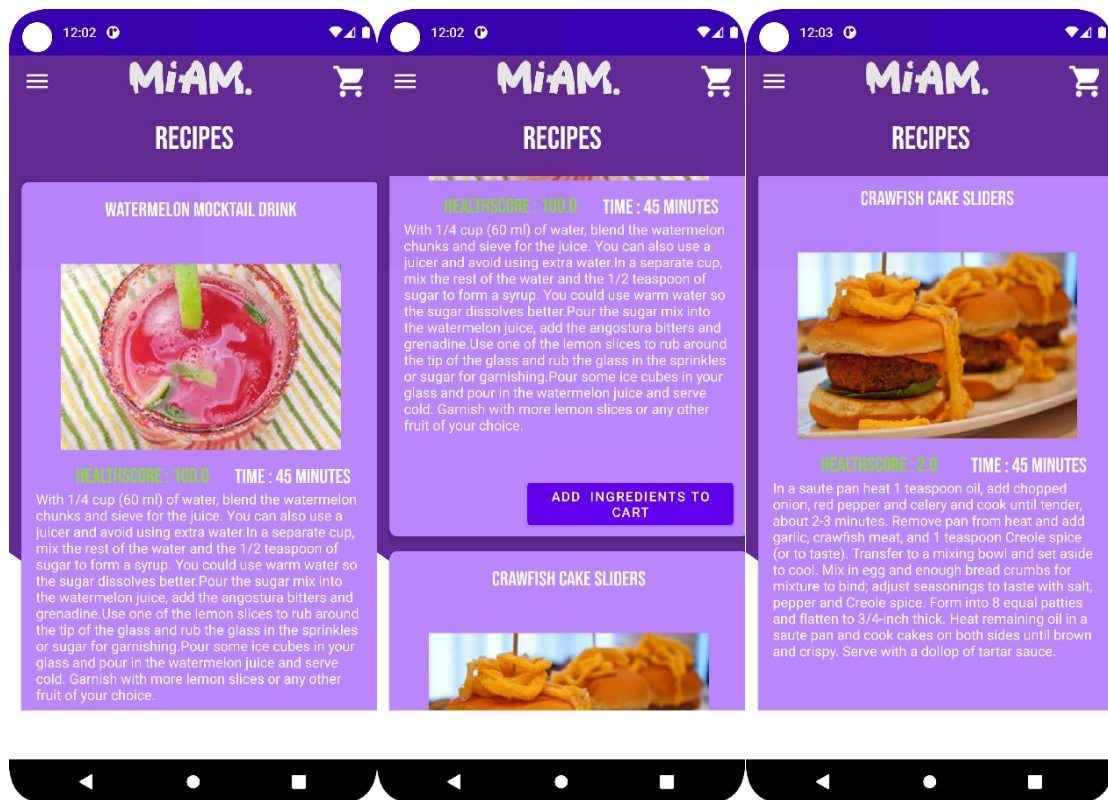 12:02
MiAM.
RECIPES
WATERMELON MOCKTAIL DRINK
HEALTHSCORE : 100.0 TIME : 45 MINUTES
With 1/4 cup (60 ml) of water, blend the watermelon
chunks and sieve for the juice. You can also use a
juicer and avoid using extra water.In a separate cup,
mix the rest of the water and the 1/2 teaspoon of
sugar to form a syrup. You could use warm water so
the sugar dissolves better.Pour the sugar mix into
the watermelon juice, add the angostura bitters and
grenadine.Use one of the lemon slices to rub around
the tip of the glass and rub the glass in the sprinkles
or sugar for garnishing.Pour some ice cubes in your
glass and pour in the watermelon juice and serve
cold. Garnish with more lemon slices or any other
fruit of your choice.
12:02
MiAM.
RECIPES
HEALTHSCORE : 100.0 TIME : 45 MINUTES
With 1/4 cup (60 ml) of water, blend the watermelon
chunks and sieve for the juice. You can also use a
juicer and avoid using extra water.In a separate cup,
mix the rest of the water and the 1/2 teaspoon of
sugar to form a syrup. You could use warm water so
the sugar dissolves better.Pour the sugar mix into
the watermelon juice, add the angostura bitters and
grenadine.Use one of the lemon slices to rub around
the tip of the glass and rub the glass in the sprinkles
or sugar for garnishing.Pour some ice cubes in your
glass and pour in the watermelon juice and serve
cold. Garnish with more lemon slices or any other
fruit of your choice.
ADD INGREDIENTS TO
CART
CRAWFISH CAKE SLIDERS
12:03
MiAM.
RECIPES
CRAWFISH CAKE SLIDERS
HEALTHSCORE : 2.0 TIME : 45 MINUTES
In a saute pan heat 1 teaspoon oil, add chopped
onion, red pepper and celery and cook until tender,
about 2-3 minutes. Remove pan from heat and add
garlic, crawfish meat, and 1 teaspoon Creole spice
(or to taste). Transfer to a mixing bowl and set aside
to cool. Mix in egg and enough bread crumbs for
mixture to bind; adjust seasonings to taste with salt,
pepper and Creole spice. Form into 8 equal patties
and flatten to 3/4-inch thick. Heat remaining oil in a
saute pan and cook cakes on both sides until brown
and crispy. Serve with a dollop of tartar sauce.